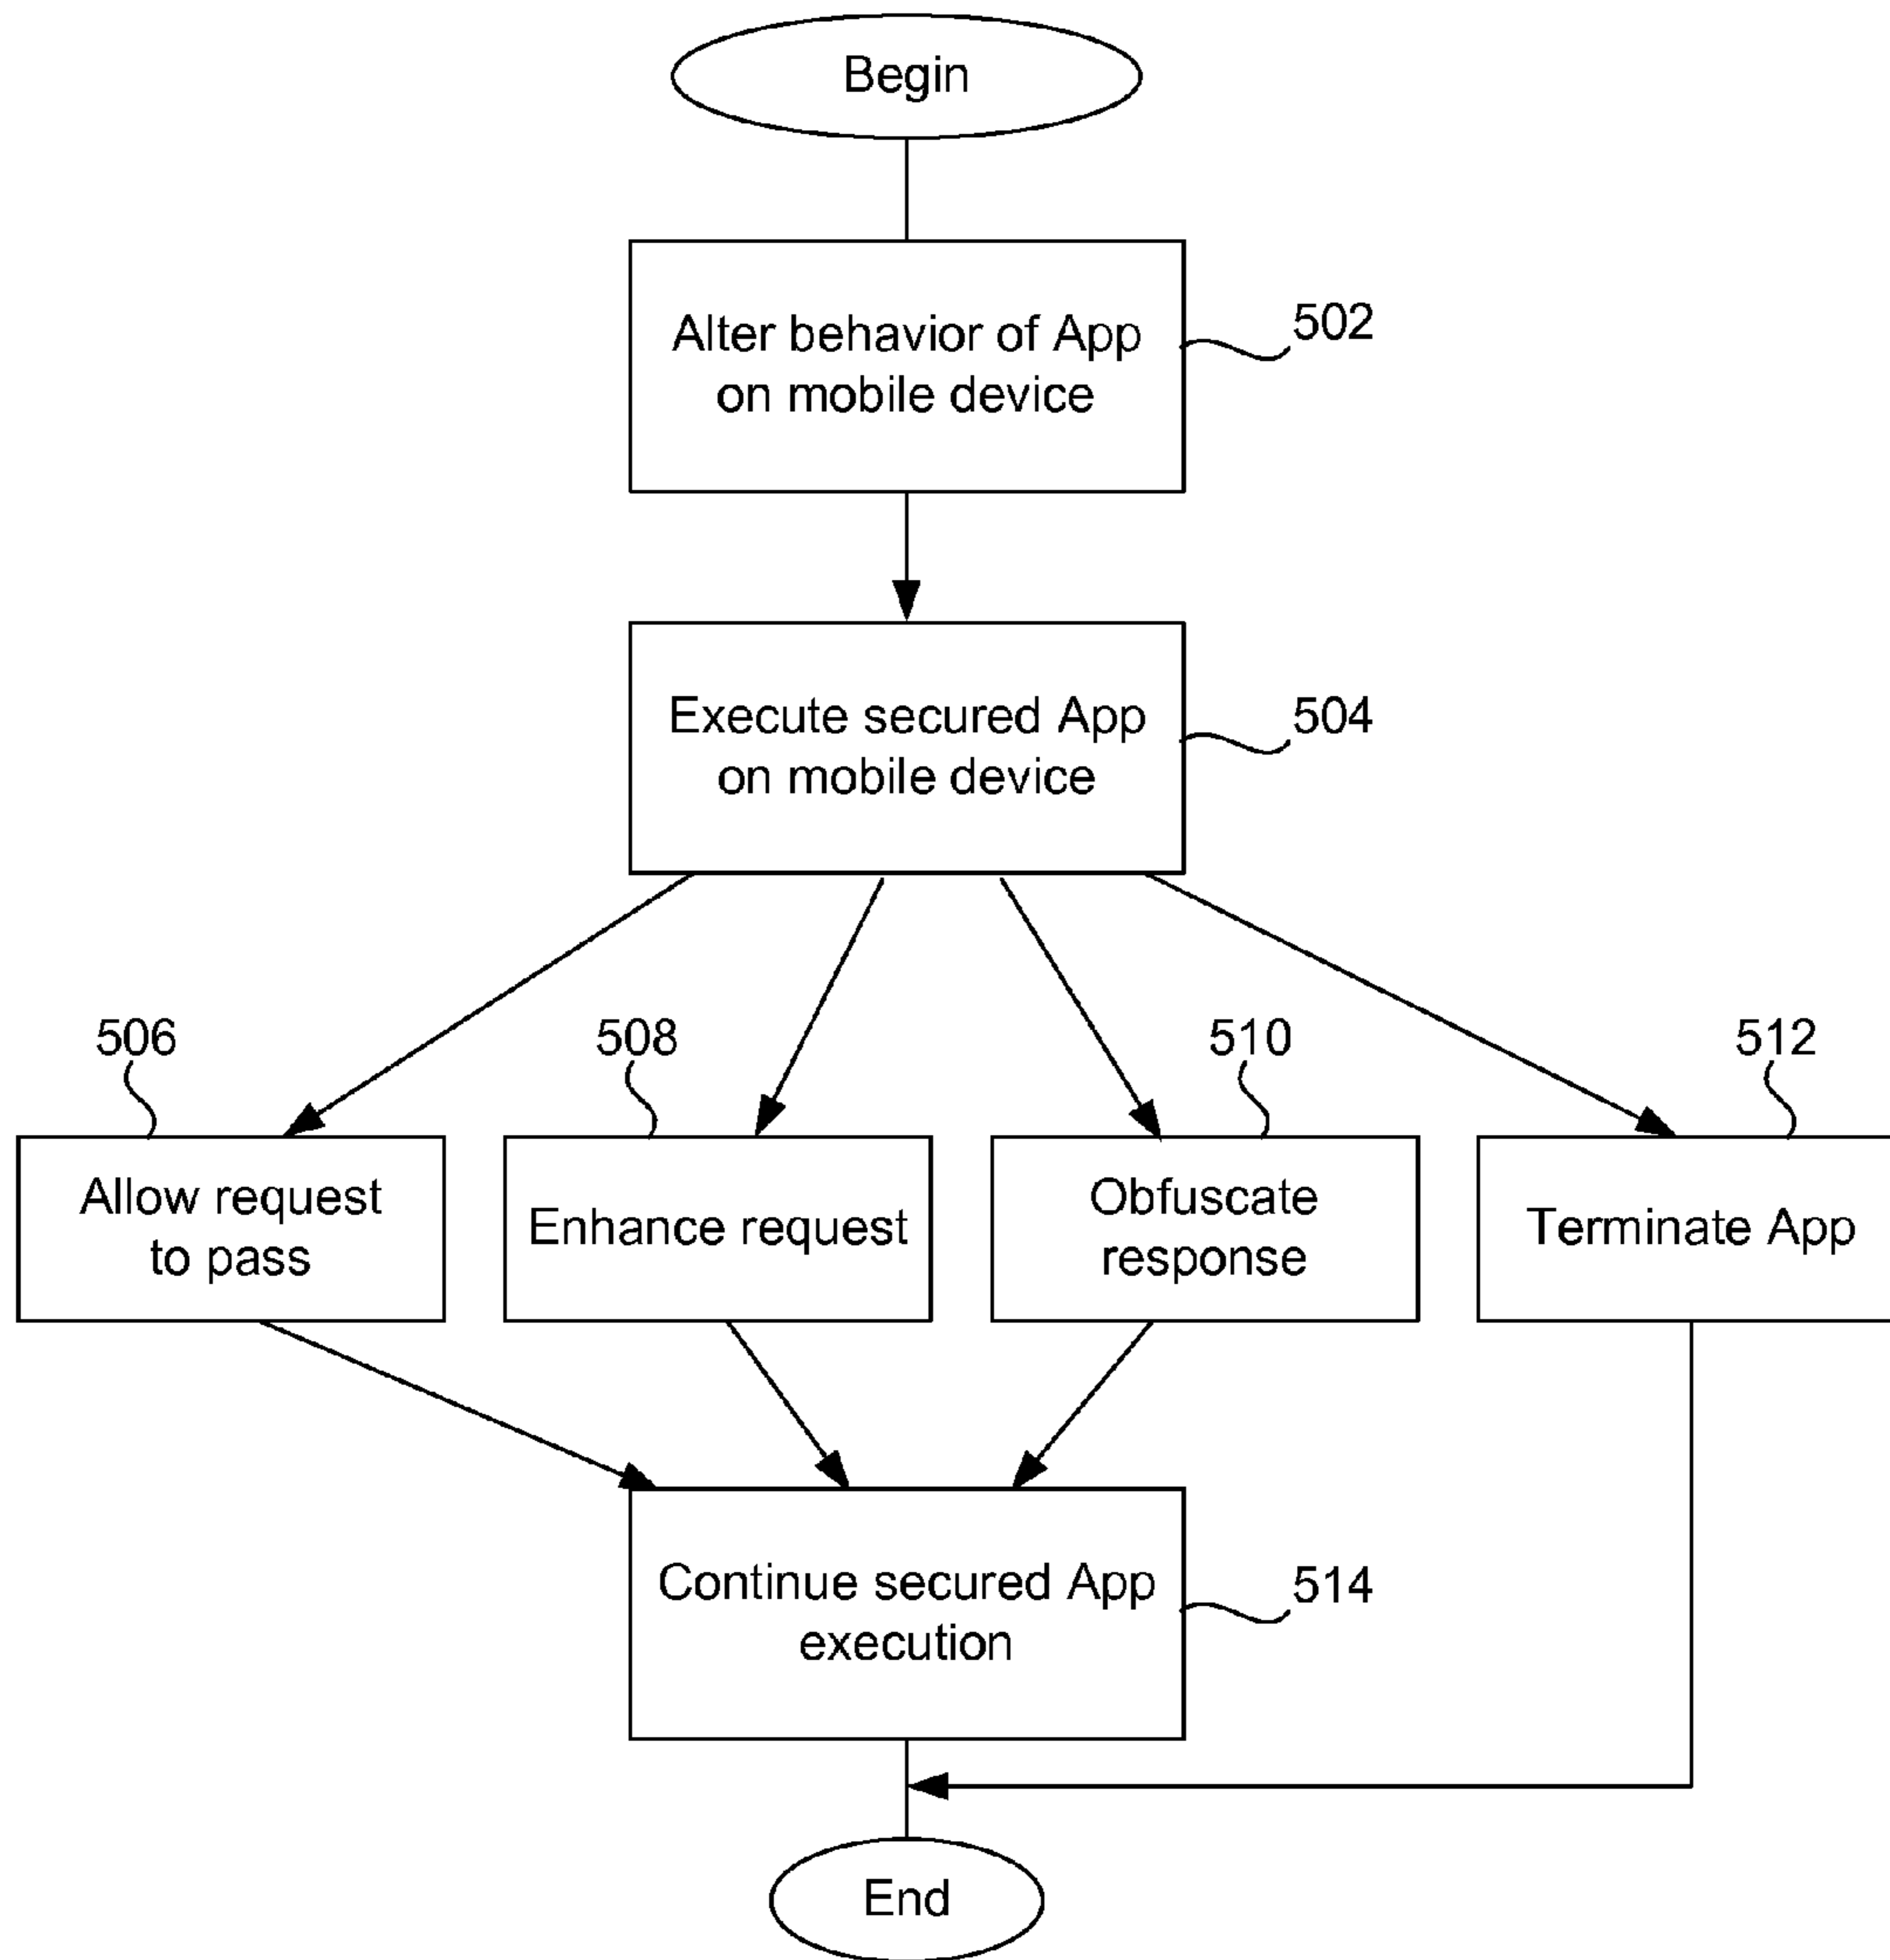 Begin
Alter behavior of App
on mobile device
502
Execute secured App
on mobile device
504
506
508
510
512
Allow request
to pass
Enhance request
Obfuscate
response
Terminate App
Continue secured App
execution
514
End